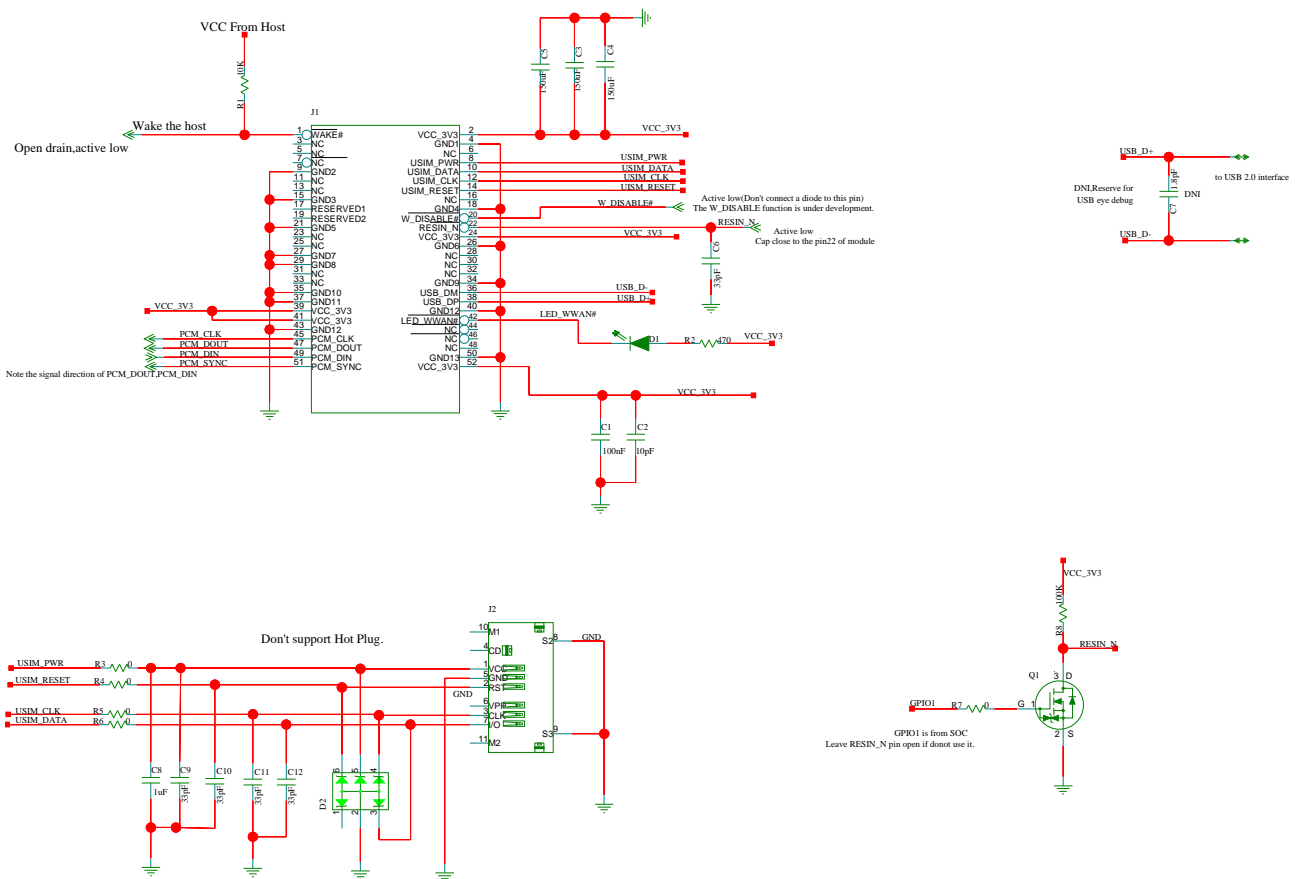 VCC From Host
10K
R1
Wake the host
Open drain,active low
C5
150uF
C3
150uF
C4
150uF
VCC_3V3
J1
1 WAKE# VCC_3V3 2
3 NC GND1 4
5 NC NC 6
7 NC USIM_PWR 8 USIM_PWR
9 GND2 USIM_DATA 10 USIM_DATA
11 NC USIM_CLK 12 USIM_CLK
13 NC USIM_RESET 14 UISM_RESET
15 GND3 NC 16
17 RESERVED1 GND4 18
19 RESERVED2 W_DISABLE# 20 W_DISABLE#
21 GND5 RESIN_N 22 RESIN_N
23 NC VCC_3V3 24 VCC_3V3
25 NC GND6 26
27 GND7 NC 28
29 GND8 NC 30
31 NC NC 32
33 NC GND9 34
35 GND10 USB_DM 36 USB_D-
37 GND11 USB_DP 38 USB_D+
VCC_3V3 39 VCC_3V3 GND12 40
41 VCC_3V3 LED_WWAN# 42 LED_WWAN#
43 GND12 NC 44
PCM_CLK 45 PCM_CLK NC 46
PCM_DOUT 47 PCM_DOUT NC 48
PCM_DIN 49 PCM_DIN GND13 50
PCM_SYNC 51 PCM_SYNC VCC_3V3 52
Note the signal direction of PCM_DOUT,PCM_DIN
Active low(Don't connect a diode to this pin)
The W_DISABLE function is under development.
Active low
Cap close to the pin22 of module
C6
33pF
D1
R2 470
VCC_3V3
VCC_3V3
C1
100nF
C2
10pF
USB_D+
to USB 2.0 interface
DNI,Reserve for
USB eye debug
1.8pF
C7
DNI
USB_D-
Don't support Hot Plug.
USIM_PWR R3 0
USIM_RESET R4 0
USIM_CLK R5 0
USIM_DATA R6 0
C8
1uF
C9
33pF
C10
33pF
C11
33pF
C12
33pF
D2
6 5 4
1 2 3
J2
10 M1
4 CD
1 VCC
5 GND
2 RST
GND
6 VPP
3 CLK
7 I/O
11 M2
S2 8 GND
S3 9
VCC_3V3
100K
R8
RESIN_N
Q1
3 D
GPIO1 R7 0 G 1
2 S
GPIO1 is from SOC
Leave RESIN_N pin open if donot use it.